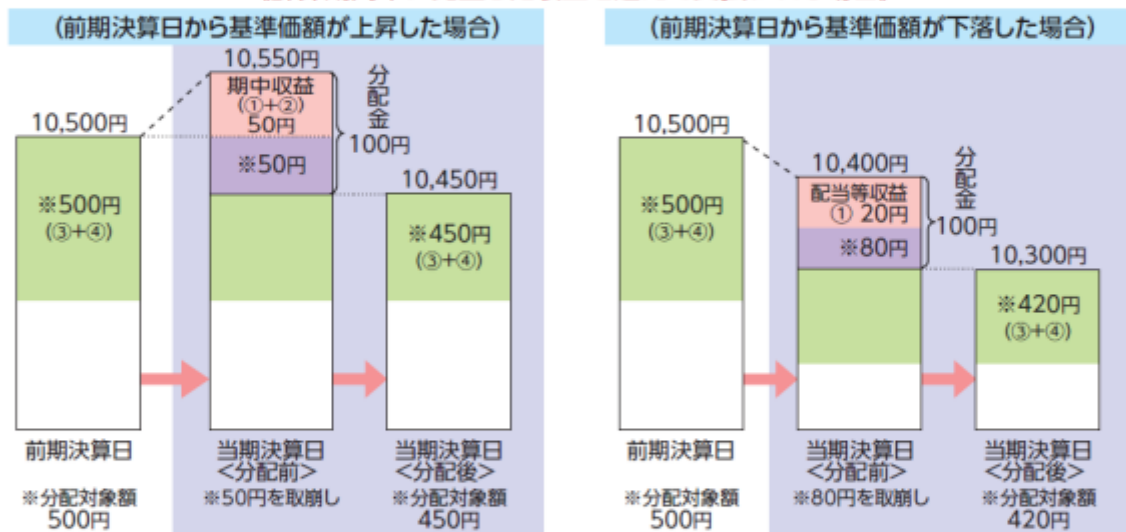 (前期決算日から基準価額が上昇した場合)
10,550円
期中収益
(①+②)
50円
※50円
分配金
100円
10,500円
※500円
(③+④)
10,450円
※450円
(③+④)
前期決算日
※分配対象額
500円
当期決算日
<分配前>
※50円を取崩し
当期決算日
<分配後>
※分配対象額
450円
(前期決算日から基準価額が下落した場合)
10,500円
※500円
(③+④)
10,400円
配当等収益
① 20円
※80円
分配金
100円
10,300円
※420円
(③+④)
前期決算日
※分配対象額
500円
当期決算日
<分配前>
※80円を取崩し
当期決算日
<分配後>
※分配対象額
420円